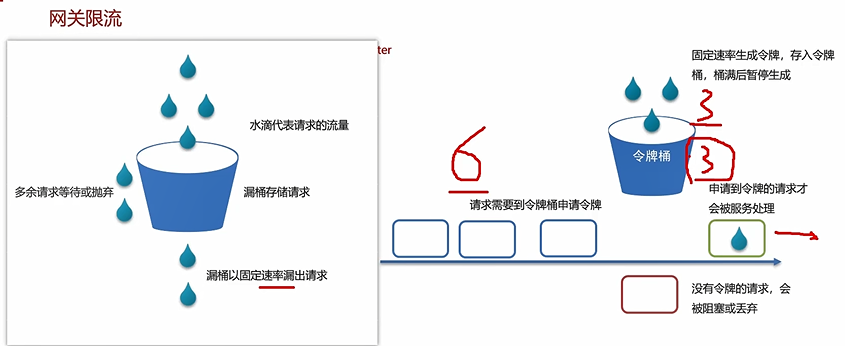 网关限流
ter
水滴代表请求的流量
多余请求等待或抛弃
漏桶存储请求
漏桶以固定速率漏出请求
固定速率生成令牌，存入令牌
桶，桶满后暂停生成
3
令牌桶
3
6
请求需要到令牌桶申请令牌
申请到令牌的请求才
会被服务处理
没有令牌的请求，会
被阻塞或丢弃